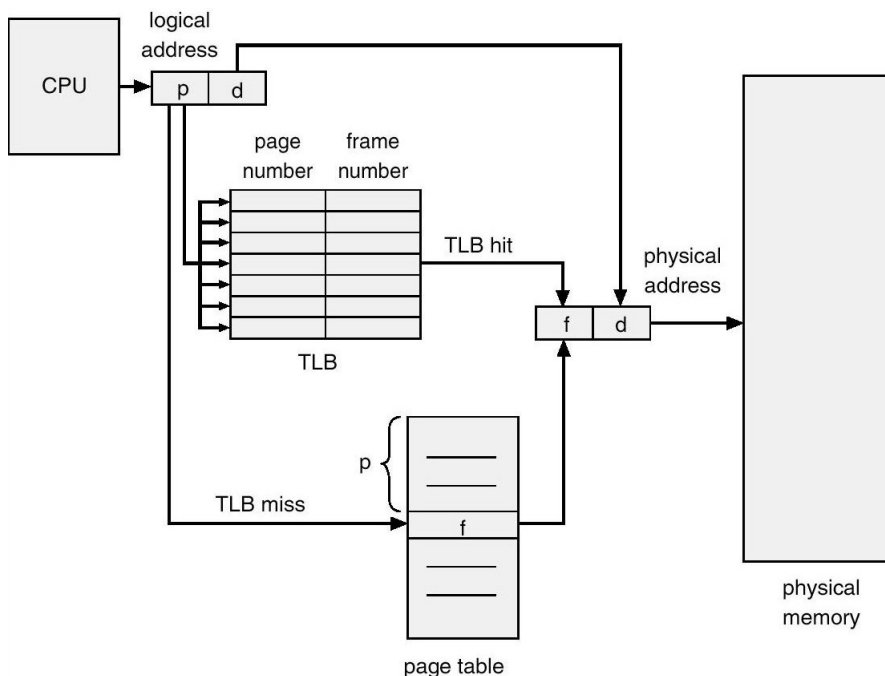 logical
address
CPU
p d
page
number
frame
number
TLB hit
physical
address
f d
TLB
p
TLB miss
f
page table
physical
memory